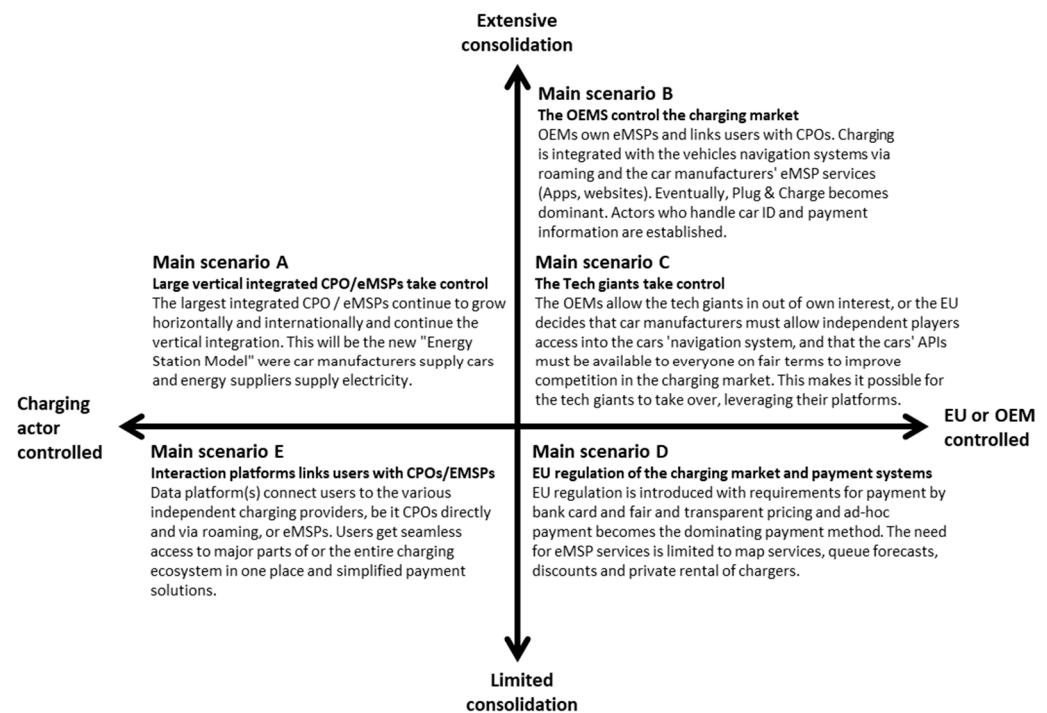 Extensive
consolidation
Main scenario B
The OEMS control the charging market
OEMs own eMSPs and links users with CPOs. Charging
is integrated with the vehicles navigation systems via
roaming and the car manufacturers' eMSP services
(Apps, websites). Eventually, Plug & Charge becomes
dominant. Actors who handle car ID and payment
information are established.
Main scenario A
Large vertical integrated CPO/eMSPs take control
The largest integrated CPO / eMSPs continue to grow
horizontally and internationally and continue the
vertical integration. This will be the new "Energy
Station Model" were car manufacturers supply cars
and energy suppliers supply electricity.
Main scenario C
The Tech giants take control
The OEMs allow the tech giants in out of own interest, or the EU
decides that car manufacturers must allow independent players
access into the cars 'navigation system, and that the cars' APIs
must be available to everyone on fair terms to improve
competition in the charging market. This makes it possible for
the tech giants to take over, leveraging their platforms.
Charging
actor
controlled
EU or OEM
controlled
Main scenario E
Interaction platforms links users with CPOs/EMSPs
Data platform(s) connect users to the various
independent charging providers, be it CPOs directly
and via roaming, or eMSPs. Users get seamless
access to major parts of or the entire charging
ecosystem in one place and simplified payment
solutions.
Main scenario D
EU regulation of the charging market and payment systems
EU regulation is introduced with requirements for payment by
bank card and fair and transparent pricing and ad-hoc
payment becomes the dominating payment method. The need
for eMSP services is limited to map services, queue forecasts,
discounts and private rental of chargers.
Limited
consolidation